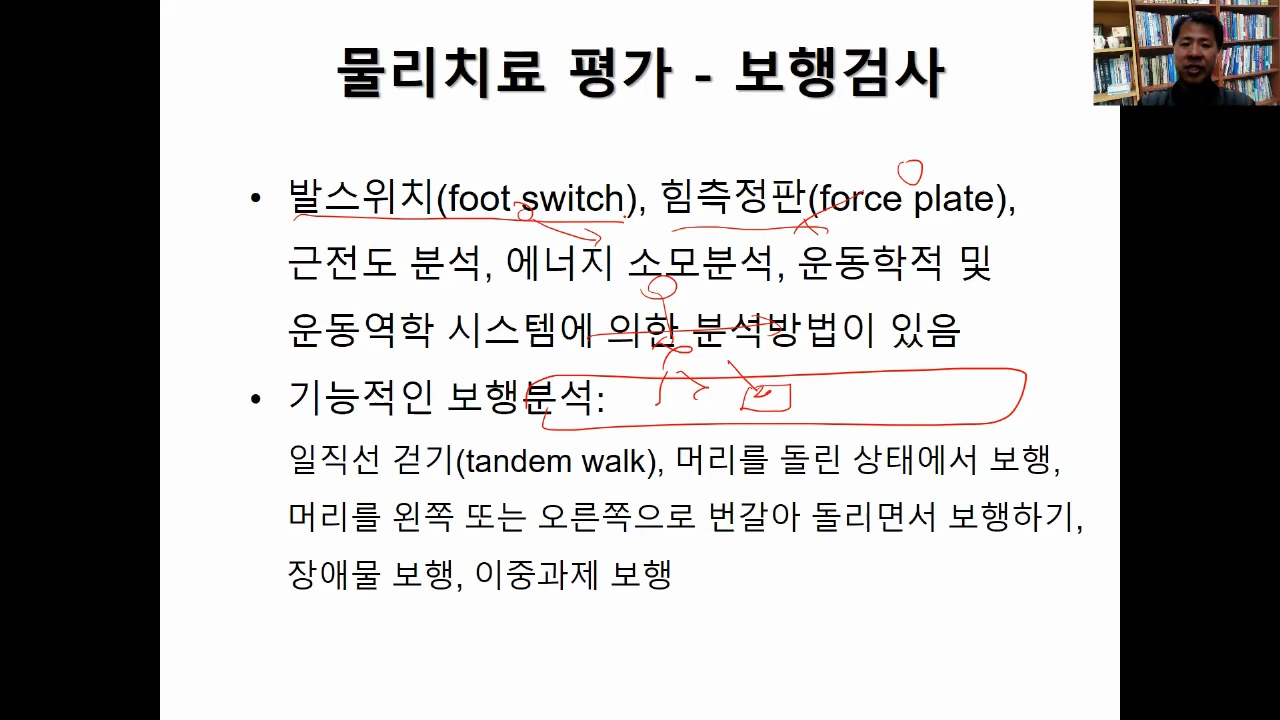 물리치료 평가 - 보행검사
• 발스위치(foot switch), 힘측정판(force plate),
근전도 분석, 에너지 소모분석, 운동학적 및
운동역학 시스템에 의한 분석방법이 있음
• 기능적인 보행분석:
일직선 걷기(tandem walk), 머리를 돌린 상태에서 보행,
머리를 왼쪽 또는 오른쪽으로 번갈아 돌리면서 보행하기,
장애물 보행, 이중과제 보행